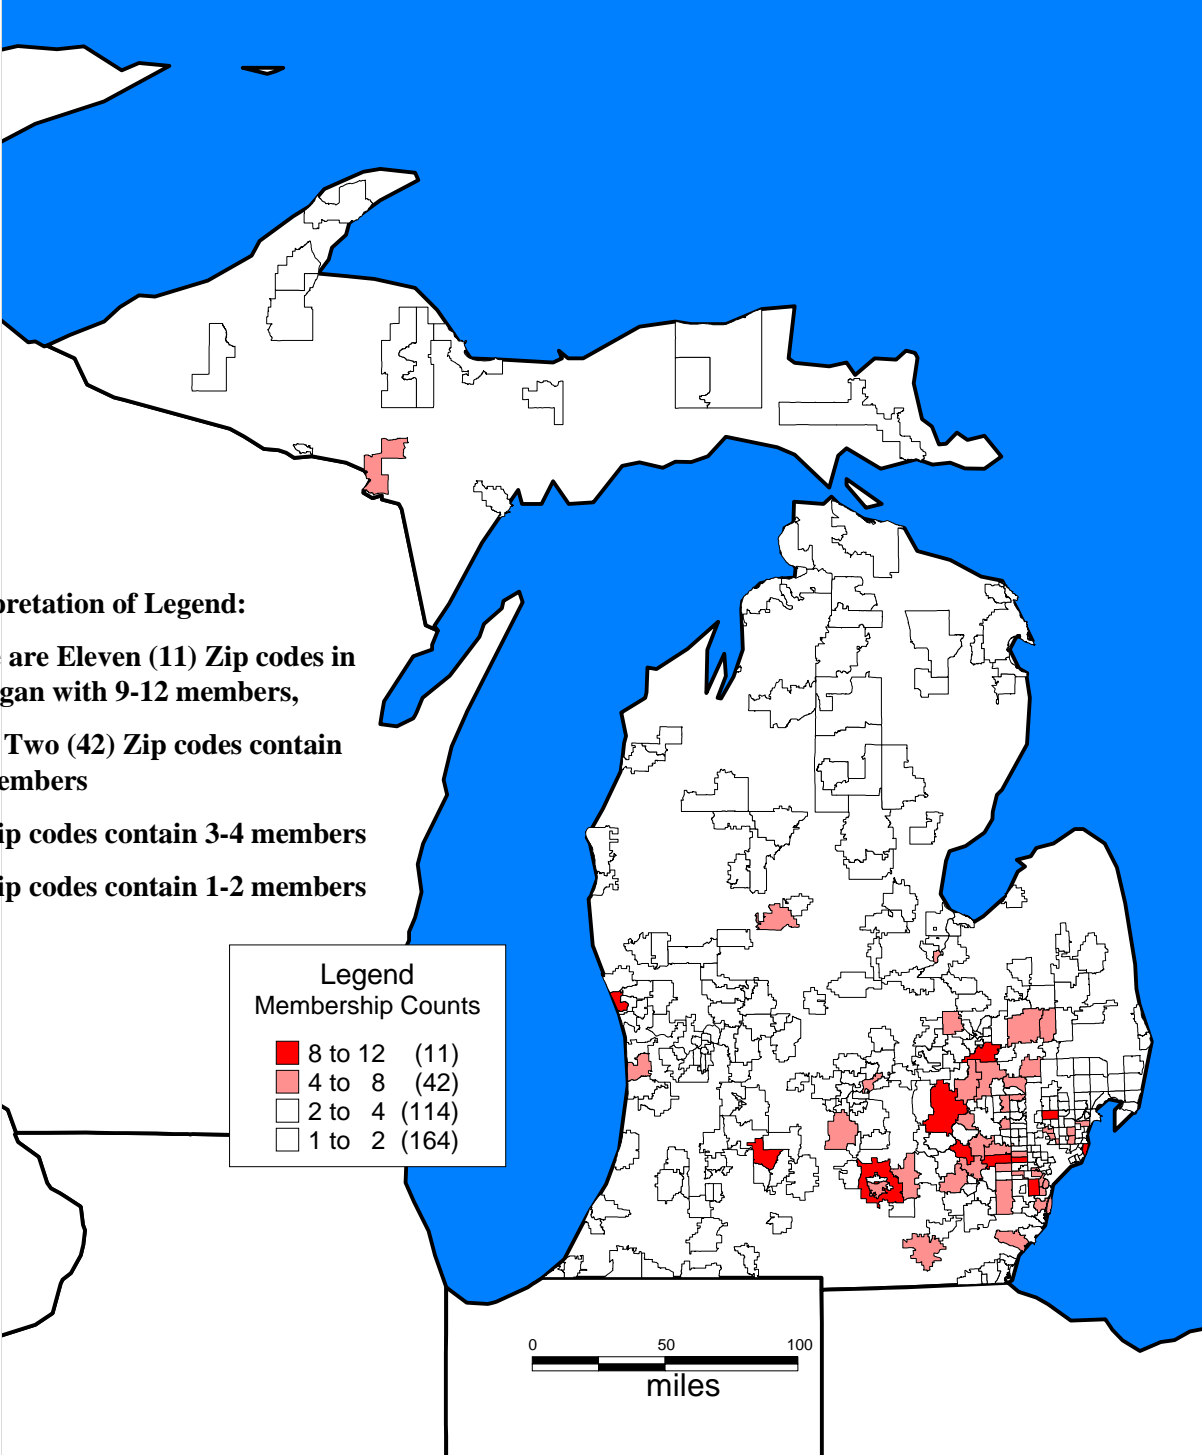 pretation of Legend:
e are Eleven (11) Zip codes in
gan with 9-12 members,
Two (42) Zip codes contain
embers
ip codes contain 3-4 members
ip codes contain 1-2 members
Legend
Membership Counts
8 to 12 (11)
4 to 8 (42)
2 to 4 (114)
1 to 2 (164)
0 50 100
miles